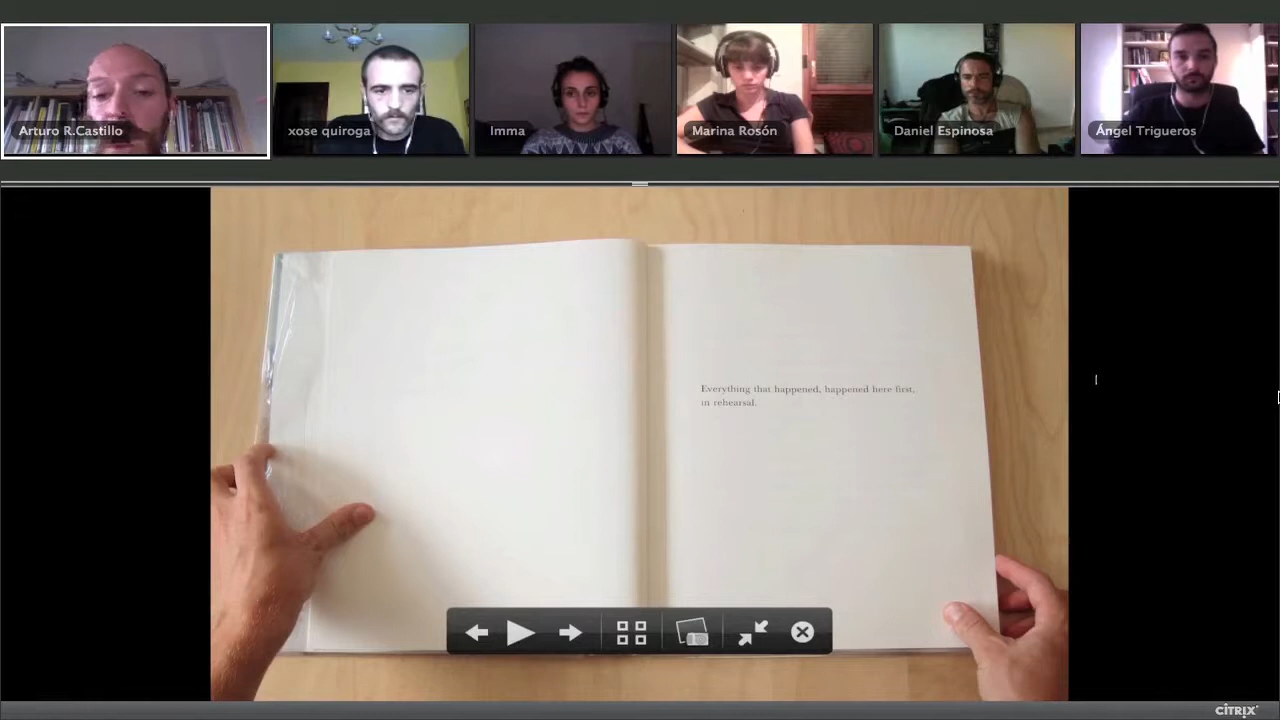 Arturo R.Castillo
xose quiroga
Imma
Marina Rosón
Daniel Espinosa
Ángel Trigueros
Everything that happened, happened here first,
in rehearsal.
CITRIX